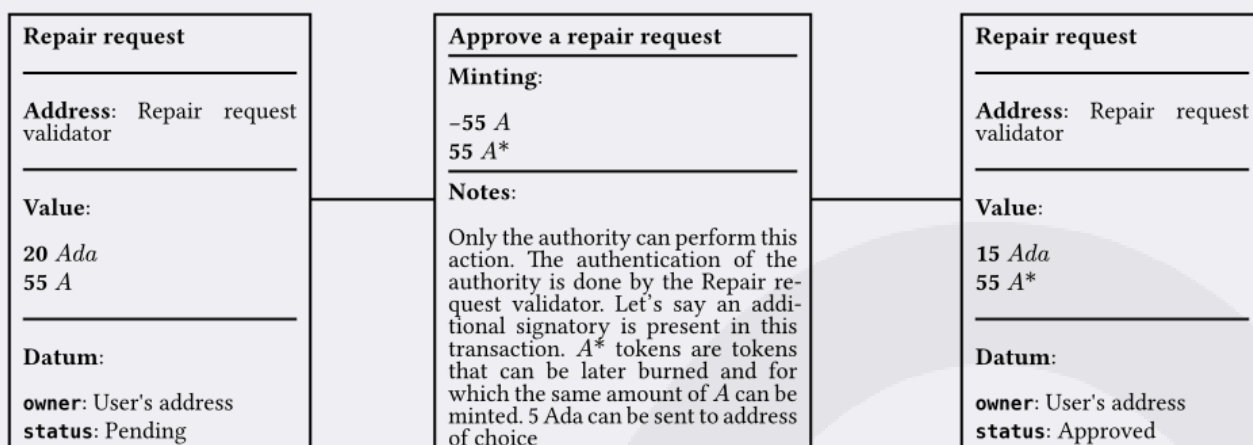 Repair request
Address: Repair request
validator
Value:
20 Ada
55 A
Datum:
owner: User's address
status: Pending
Approve a repair request
Minting:
–55 A
55 A*
Notes:
Only the authority can perform this
action. The authentication of the
authority is done by the Repair re-
quest validator. Let's say an addi-
tional signatory is present in this
transaction. A* tokens are tokens
that can be later burned and for
which the same amount of A can be
minted. 5 Ada can be sent to address
of choice
Repair request
Address: Repair request
validator
Value:
15 Ada
55 A*
Datum:
owner: User's address
status: Approved